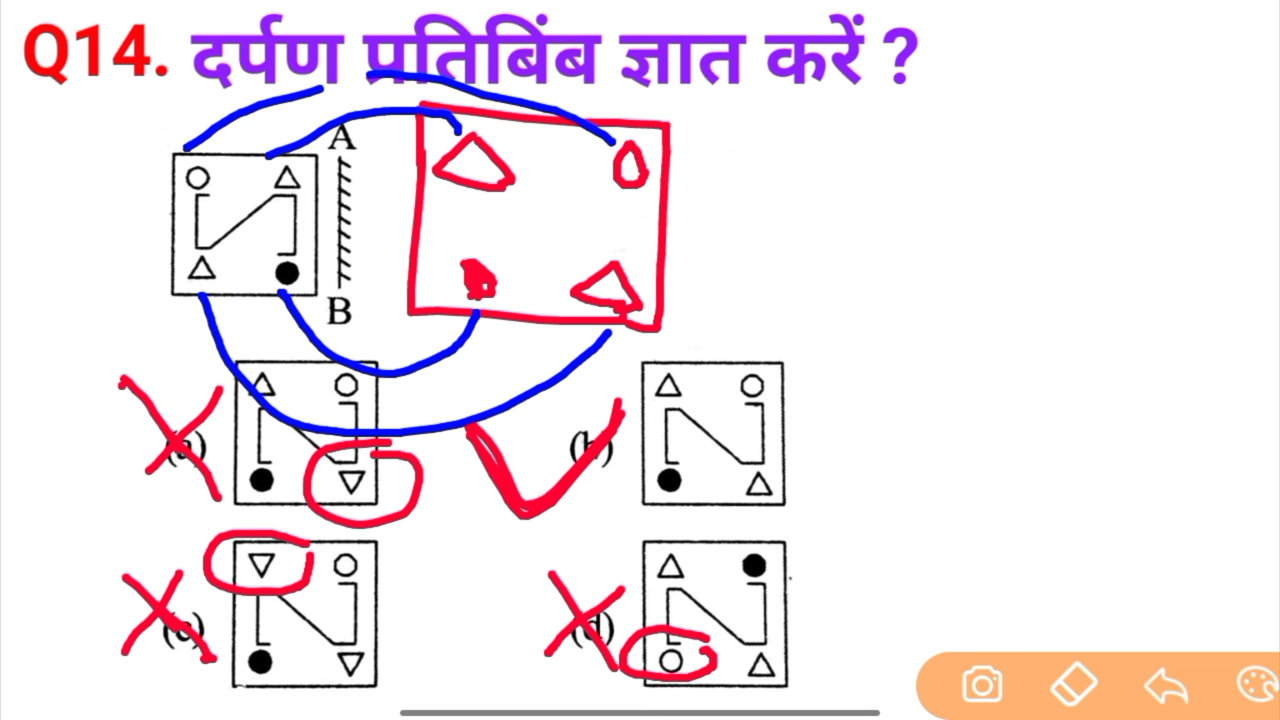 Q14. दर्पण प्रतिबिंब ज्ञात करें ?
A
B
(a)
(b)
(c)
(d)